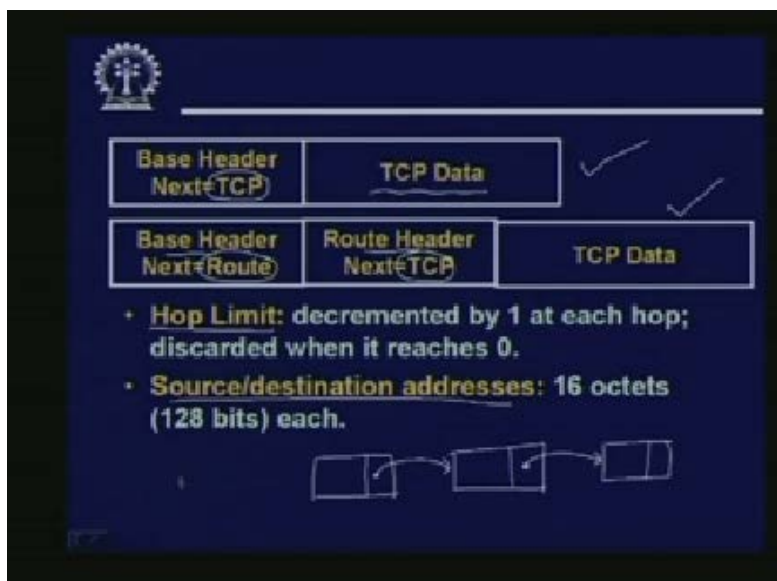 Base Header
Next=TCP
TCP Data
Base Header
Next=Route
Route Header
Next=TCP
TCP Data
• Hop Limit: decremented by 1 at each hop;
discarded when it reaches 0.
• Source/destination addresses: 16 octets
(128 bits) each.